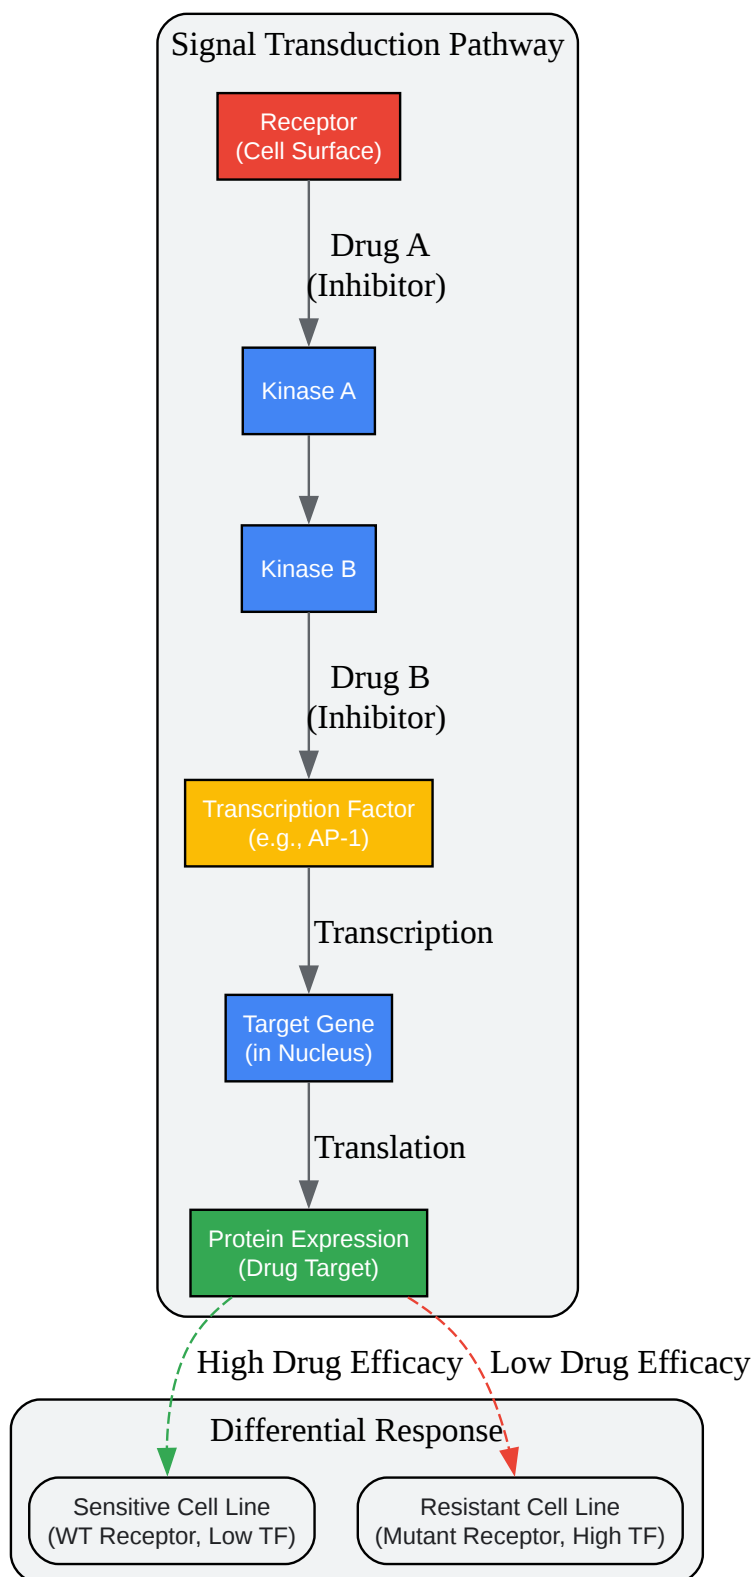 Signal Transduction Pathway
Receptor
(Cell Surface)
Drug A
(Inhibitor)
Kinase A
Kinase B
Drug B
(Inhibitor)
Transcription Factor
(e.g., AP-1)
Transcription
Target Gene
(in Nucleus)
Translation
Protein Expression
(Drug Target)
High Drug Efficacy
Low Drug Efficacy
Differential Response
Sensitive Cell Line
(WT Receptor, Low TF)
Resistant Cell Line
(Mutant Receptor, High TF)